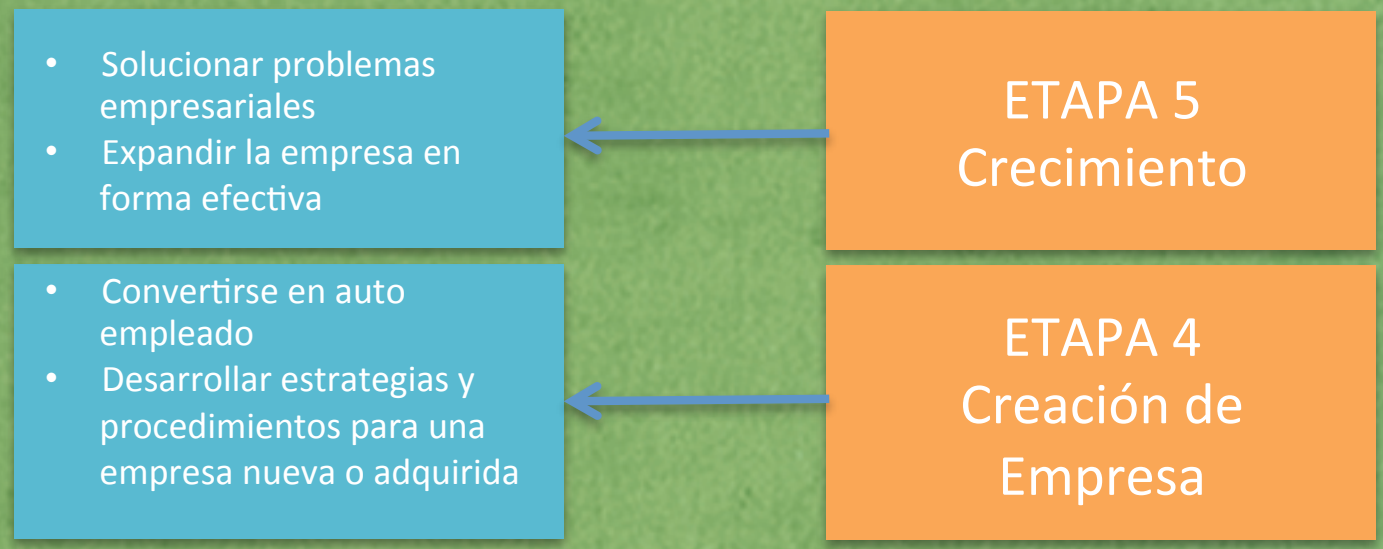 • Solucionar problemas
empresariales
• Expandir la empresa en
forma efectiva
ETAPA 5
Crecimiento
• Convertirse en auto
empleado
• Desarrollar estrategias y
procedimientos para una
empresa nueva o adquirida
ETAPA 4
Creación de
Empresa